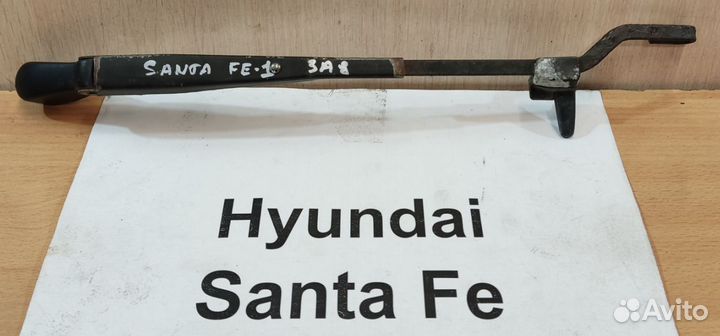 SANTA FE-1 ЗАД
Hyundai
Santa Fe
Avito